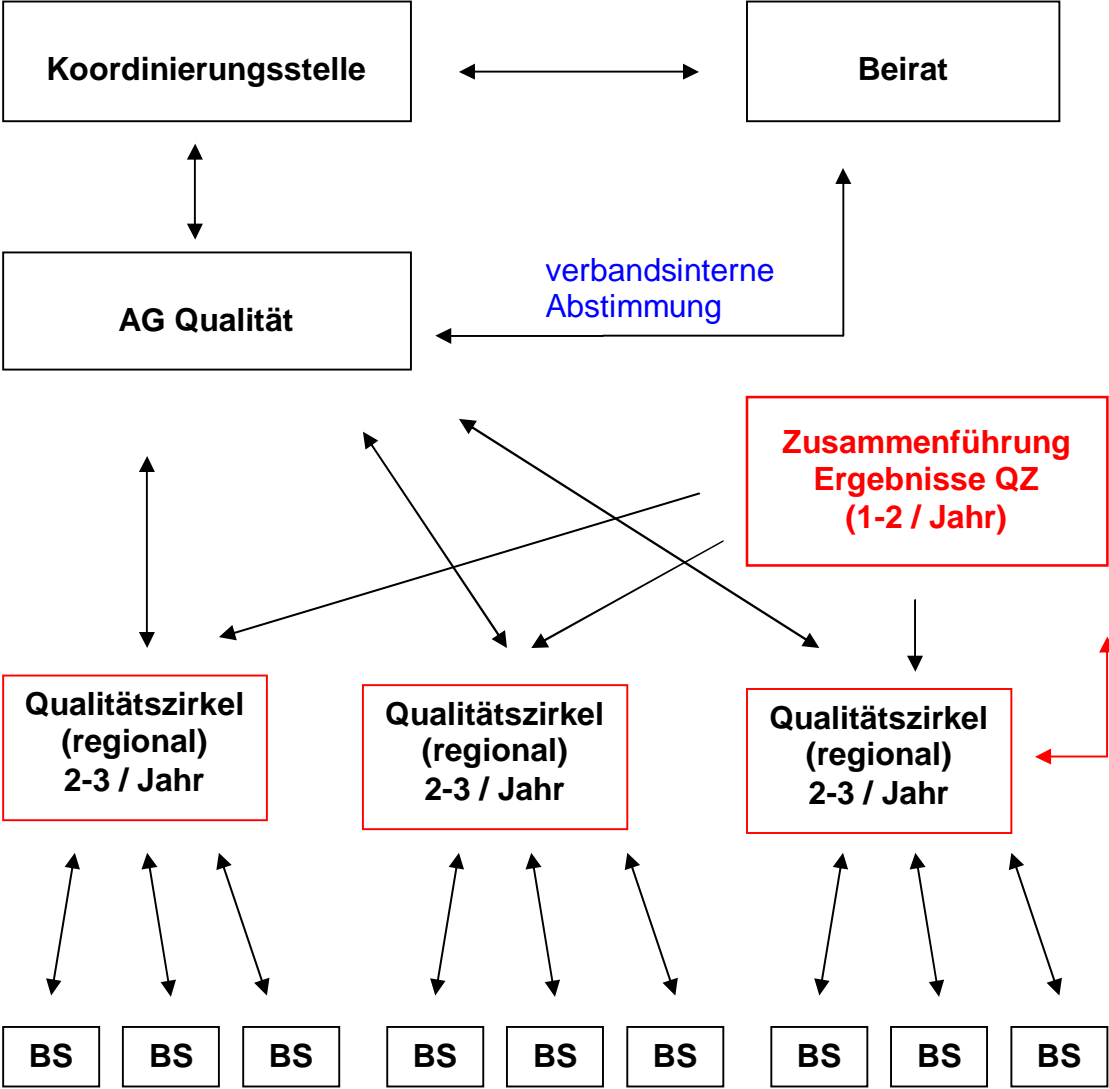 Koordinierungsstelle
Beirat
verbandsinterne
Abstimmung
AG Qualität
Zusammenführung
Ergebnisse QZ
(1-2 / Jahr)
Qualitätszirkel
(regional)
2-3 / Jahr
Qualitätszirkel
(regional)
2-3 / Jahr
Qualitätszirkel
(regional)
2-3 / Jahr
BS
BS
BS
BS
BS
BS
BS
BS
BS